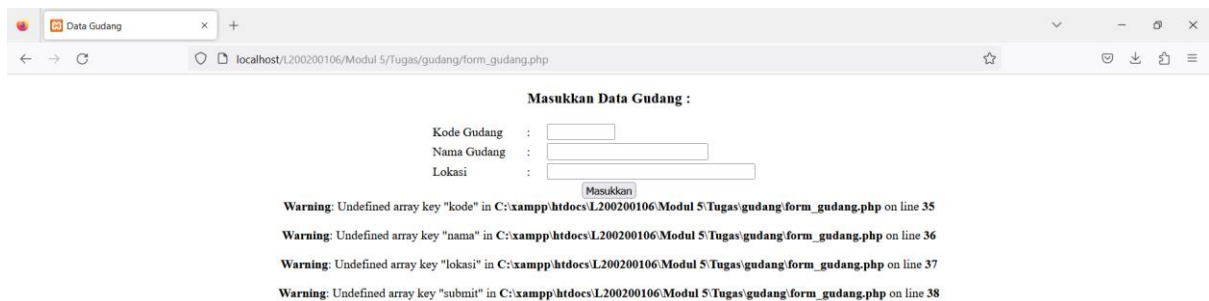 Data Gudang
localhost/L200200106/Modul 5/Tugas/gudang/form_gudang.php
Masukkan Data Gudang :
Kode Gudang :
Nama Gudang :
Lokasi :
Masukkan
Warning: Undefined array key "kode" in C:\xampp\htdocs\L200200106\Modul 5\Tugas\gudang\form_gudang.php on line 35
Warning: Undefined array key "nama" in C:\xampp\htdocs\L200200106\Modul 5\Tugas\gudang\form_gudang.php on line 36
Warning: Undefined array key "lokasi" in C:\xampp\htdocs\L200200106\Modul 5\Tugas\gudang\form_gudang.php on line 37
Warning: Undefined array key "submit" in C:\xampp\htdocs\L200200106\Modul 5\Tugas\gudang\form_gudang.php on line 38